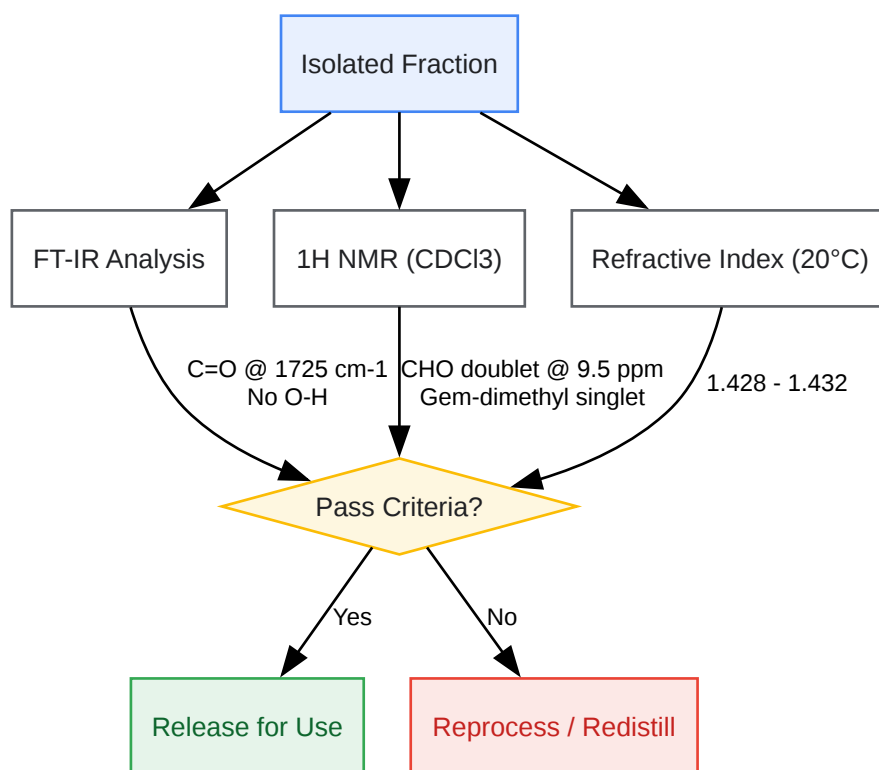 Isolated Fraction
FT-IR Analysis
1H NMR (CDCl3)
Refractive Index (20°C)
C=O @ 1725 cm-1
No O-H
CHO doublet @ 9.5 ppm
Gem-dimethyl singlet
1.428 - 1.432
Pass Criteria?
Yes
No
Release for Use
Reprocess / Redistill